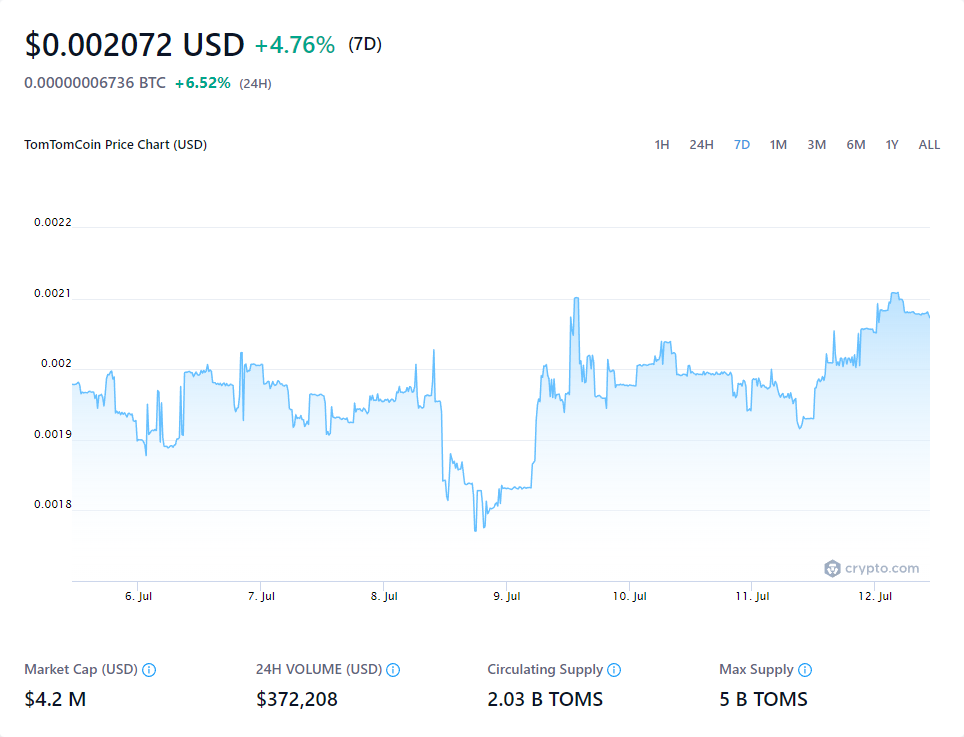 $0.002072 USD +4.76% (7D)
0.00000006736 BTC +6.52% (24H)
TomTomCoin Price Chart (USD) 1H 24H 7D 1M 3M 6M 1Y ALL
0.0022
0.0021
0.002
0.0019
0.0018
crypto.com
6. Jul 7. Jul 8. Jul 9. Jul 10. Jul 11. Jul 12. Jul
Market Cap (USD) 24H VOLUME (USD) Circulating Supply Max Supply
$4.2 M $372,208 2.03 B TOMS 5 B TOMS